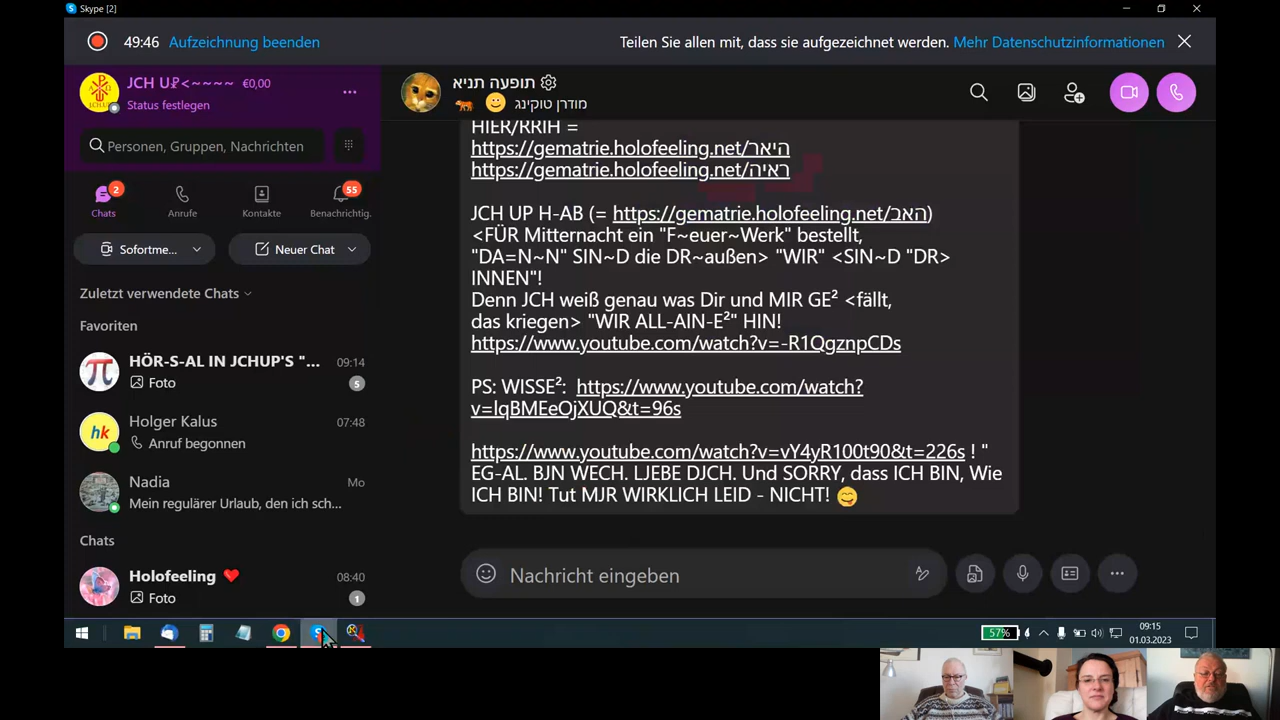 Skype [2]
49:46 Aufzeichnung beenden
Teilen Sie allen mit, dass sie aufgezeichnet werden. Mehr Datenschutzinformationen
JCH U₽<~~~~ €0,00
Status festlegen
Personen, Gruppen, Nachrichten
2
55
Chats
Anrufe
Kontakte
Benachrichtig.
Sofortme...
Neuer Chat
Zuletzt verwendete Chats
Favoriten
HÖR-S-AL IN JCHUP'S "... 09:14
Foto 5
hk
Holger Kalus 07:48
Anruf begonnen
Nadia Mo
Mein regulärer Urlaub, den ich sch...
Chats
Holofeeling ❤️ 08:40
Foto 1
תופעה תניא
🐅 🙂 מודרן טוקינג
HIER/RRIH =
https://gematrie.holofeeling.net/היאר
https://gematrie.holofeeling.net/ראיה
JCH UP H-AB (= https://gematrie.holofeeling.net/האב)
<FÜR Mitternacht ein "F~euer~Werk" bestellt,
"DA=N~N" SIN~D die DR~außen> "WIR" <SIN~D "DR>
INNEN"!
Denn JCH weiß genau was Dir und MIR GE² <fällt,
das kriegen> "WIR ALL-AIN-E²" HIN!
https://www.youtube.com/watch?v=-R1QgznpCDs
PS: WISSE²: https://www.youtube.com/watch?
v=IqBMEeOjXUQ&t=96s
https://www.youtube.com/watch?v=vY4yR100t90&t=226s ! "
EG-AL. BJN WECH. LJEBE DJCH. Und SORRY, dass ICH BIN, Wie
ICH BIN! Tut MJR WIRKLICH LEID - NICHT! 😋
Nachricht eingeben
57%
09:15
01.03.2023